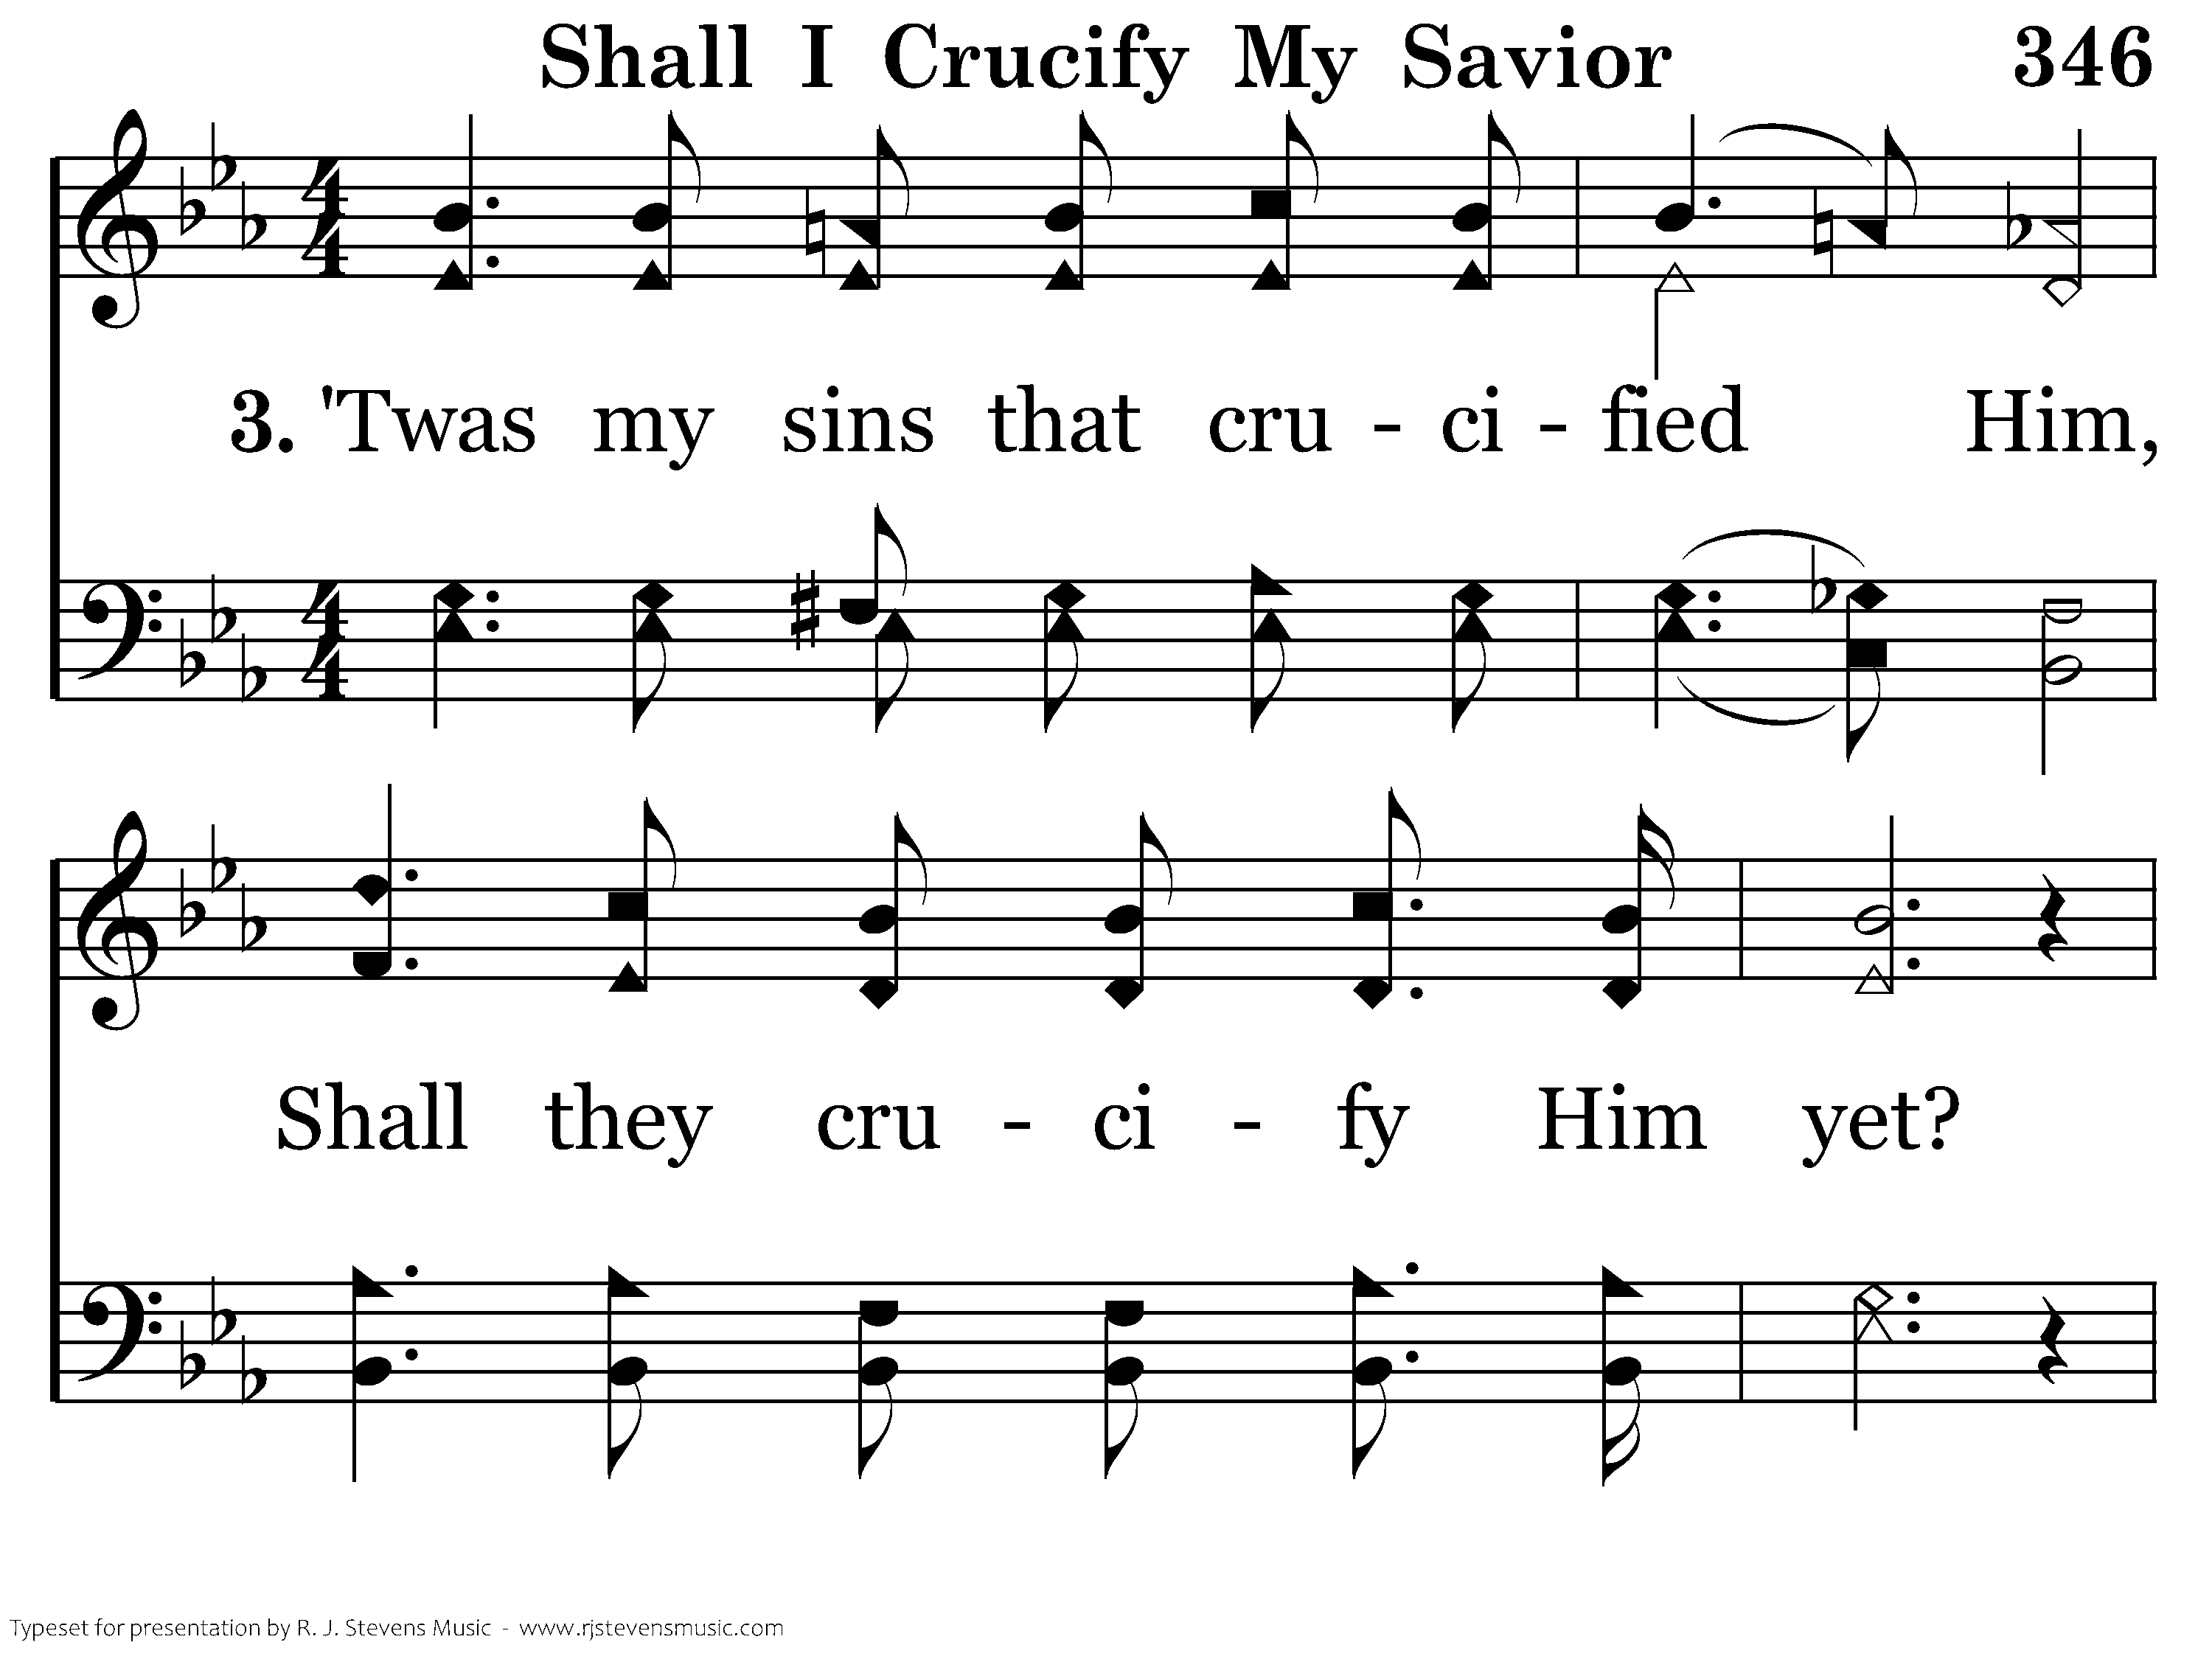 Shall I Crucify My Savior 346
3. 'Twas my sins that cru - ci - fied Him,
Shall they cru - ci - fy Him yet?
Typeset for presentation by R. J. Stevens Music - www.rjstevensmusic.com